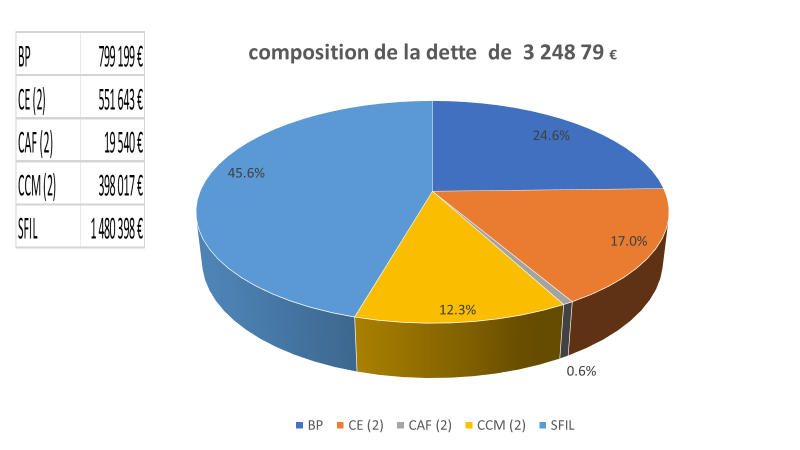 BP 799 199 €
CE (2) 551 643 €
CAF (2) 19 540 €
CCM (2) 398 017 €
SFIL 1 480 398 €
composition de la dette de 3 248 79 €
24.6%
45.6%
17.0%
12.3%
0.6%
BP CE (2) CAF (2) CCM (2) SFIL